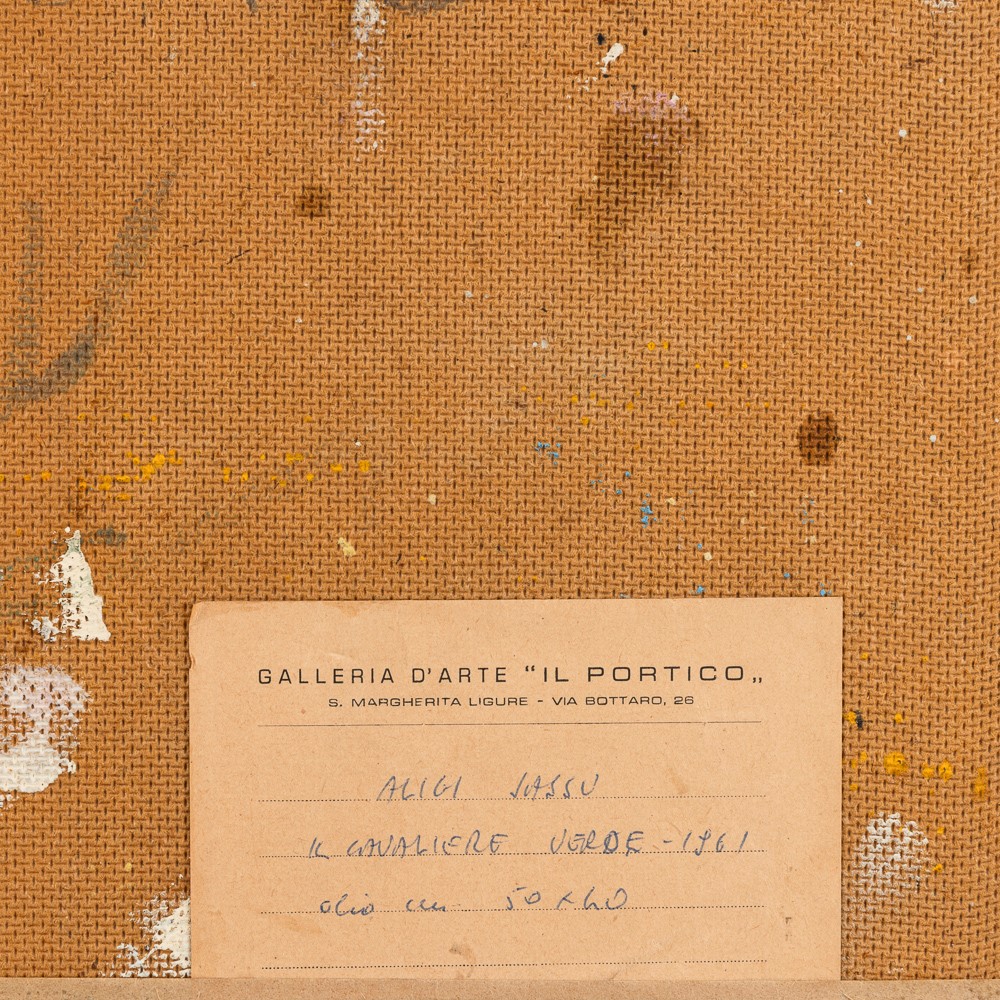 GALLERIA D'ARTE "IL PORTICO„
S. MARGHERITA LIGURE - VIA BOTTARO, 26
ALIGI SASSU
IL CAVALIERE VERDE - 1961
olio cm. 50 x 40